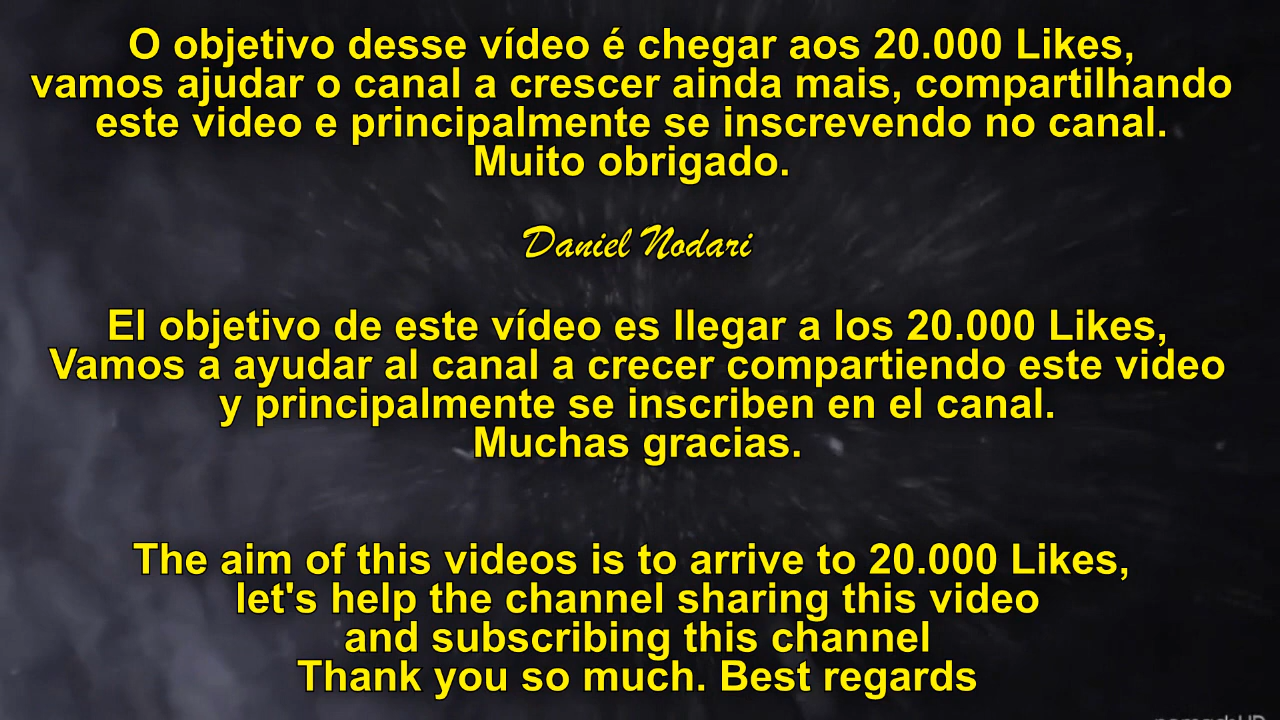 O objetivo desse vídeo é chegar aos 20.000 Likes,
vamos ajudar o canal a crescer ainda mais, compartilhando
este video e principalmente se inscrevendo no canal.
Muito obrigado.
Daniel Nodari
El objetivo de este vídeo es llegar a los 20.000 Likes,
Vamos a ayudar al canal a crecer compartiendo este video
y principalmente se inscriben en el canal.
Muchas gracias.
The aim of this videos is to arrive to 20.000 Likes,
let's help the channel sharing this video
and subscribing this channel
Thank you so much. Best regards